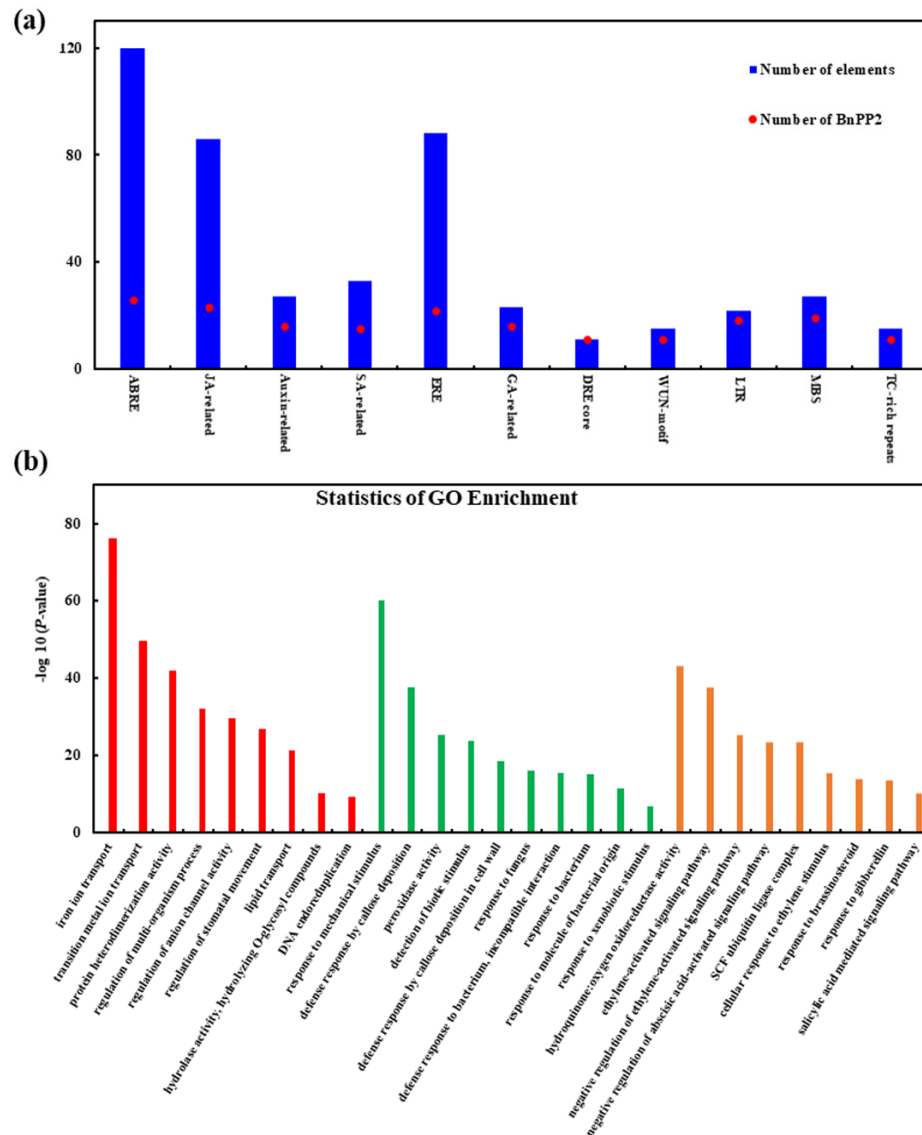 (a)
120
80
40
0
Number of elements
Number of BnPP2
ABRE
JA-related
Auxin-related
SA-related
ERE
GA-related
DRE core
WUN-motif
LTR
MBS
TC-rich repeats
(b)
Statistics of GO Enrichment
-log 10 (P-value)
80
60
40
20
0
iron ion transport
transition metal ion transport
protein heterodimerization activity
regulation of multi-organism process
regulation of anion channel activity
regulation of stomatal movement
lipid transport
hydrolase activity, hydrolyzing O-glycosyl compounds
DNA endoreduplication
response to mechanical stimulus
defense response by callose deposition
peroxidase activity
detection of biotic stimulus
defense response by callose deposition in cell wall
response to fungus
defense response to bacterium, incompatible interaction
response to bacterium
response to molecule of bacterial origin
response to xenobiotic stimulus
hydroquinone:oxygen oxidoreductase activity
ethylene-activated signaling pathway
negative regulation of ethylene-activated signaling pathway
negative regulation of abscisic acid-activated signaling pathway
SCF ubiquitin ligase complex
cellular response to ethylene stimulus
response to brassinosteroid
response to gibberellin
salicylic acid mediated signaling pathway